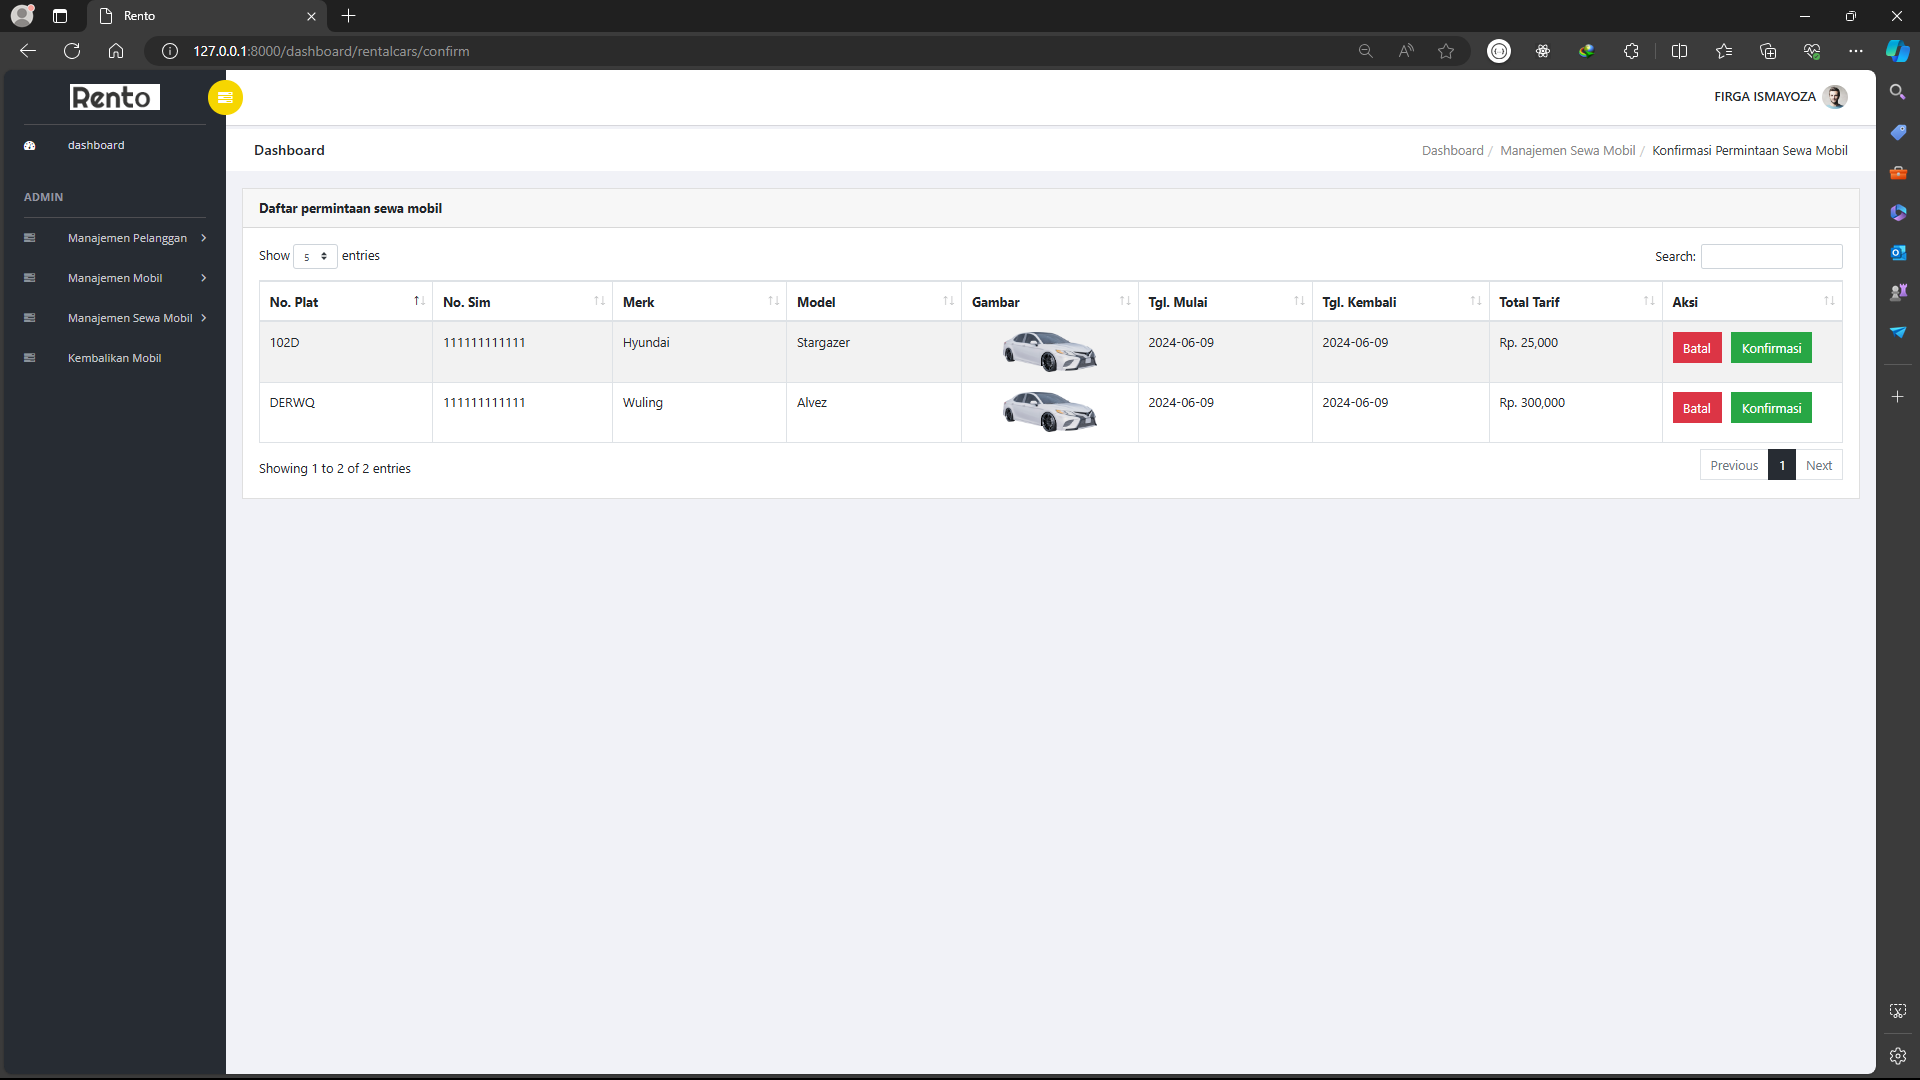 Rento
127.0.0.1:8000/dashboard/rentalcars/confirm
Rento
FIRGA ISMAYOZA
dashboard
Dashboard
Dashboard / Manajemen Sewa Mobil / Konfirmasi Permintaan Sewa Mobil
ADMIN
Manajemen Pelanggan
Manajemen Mobil
Manajemen Sewa Mobil
Kembalikan Mobil
Daftar permintaan sewa mobil
Show 5 entries
Search:
No. Plat No. Sim Merk Model Gambar Tgl. Mulai Tgl. Kembali Total Tarif Aksi
102D 111111111111 Hyundai Stargazer 2024-06-09 2024-06-09 Rp. 25,000 Batal Konfirmasi
DERWQ 111111111111 Wuling Alvez 2024-06-09 2024-06-09 Rp. 300,000 Batal Konfirmasi
Showing 1 to 2 of 2 entries
Previous 1 Next